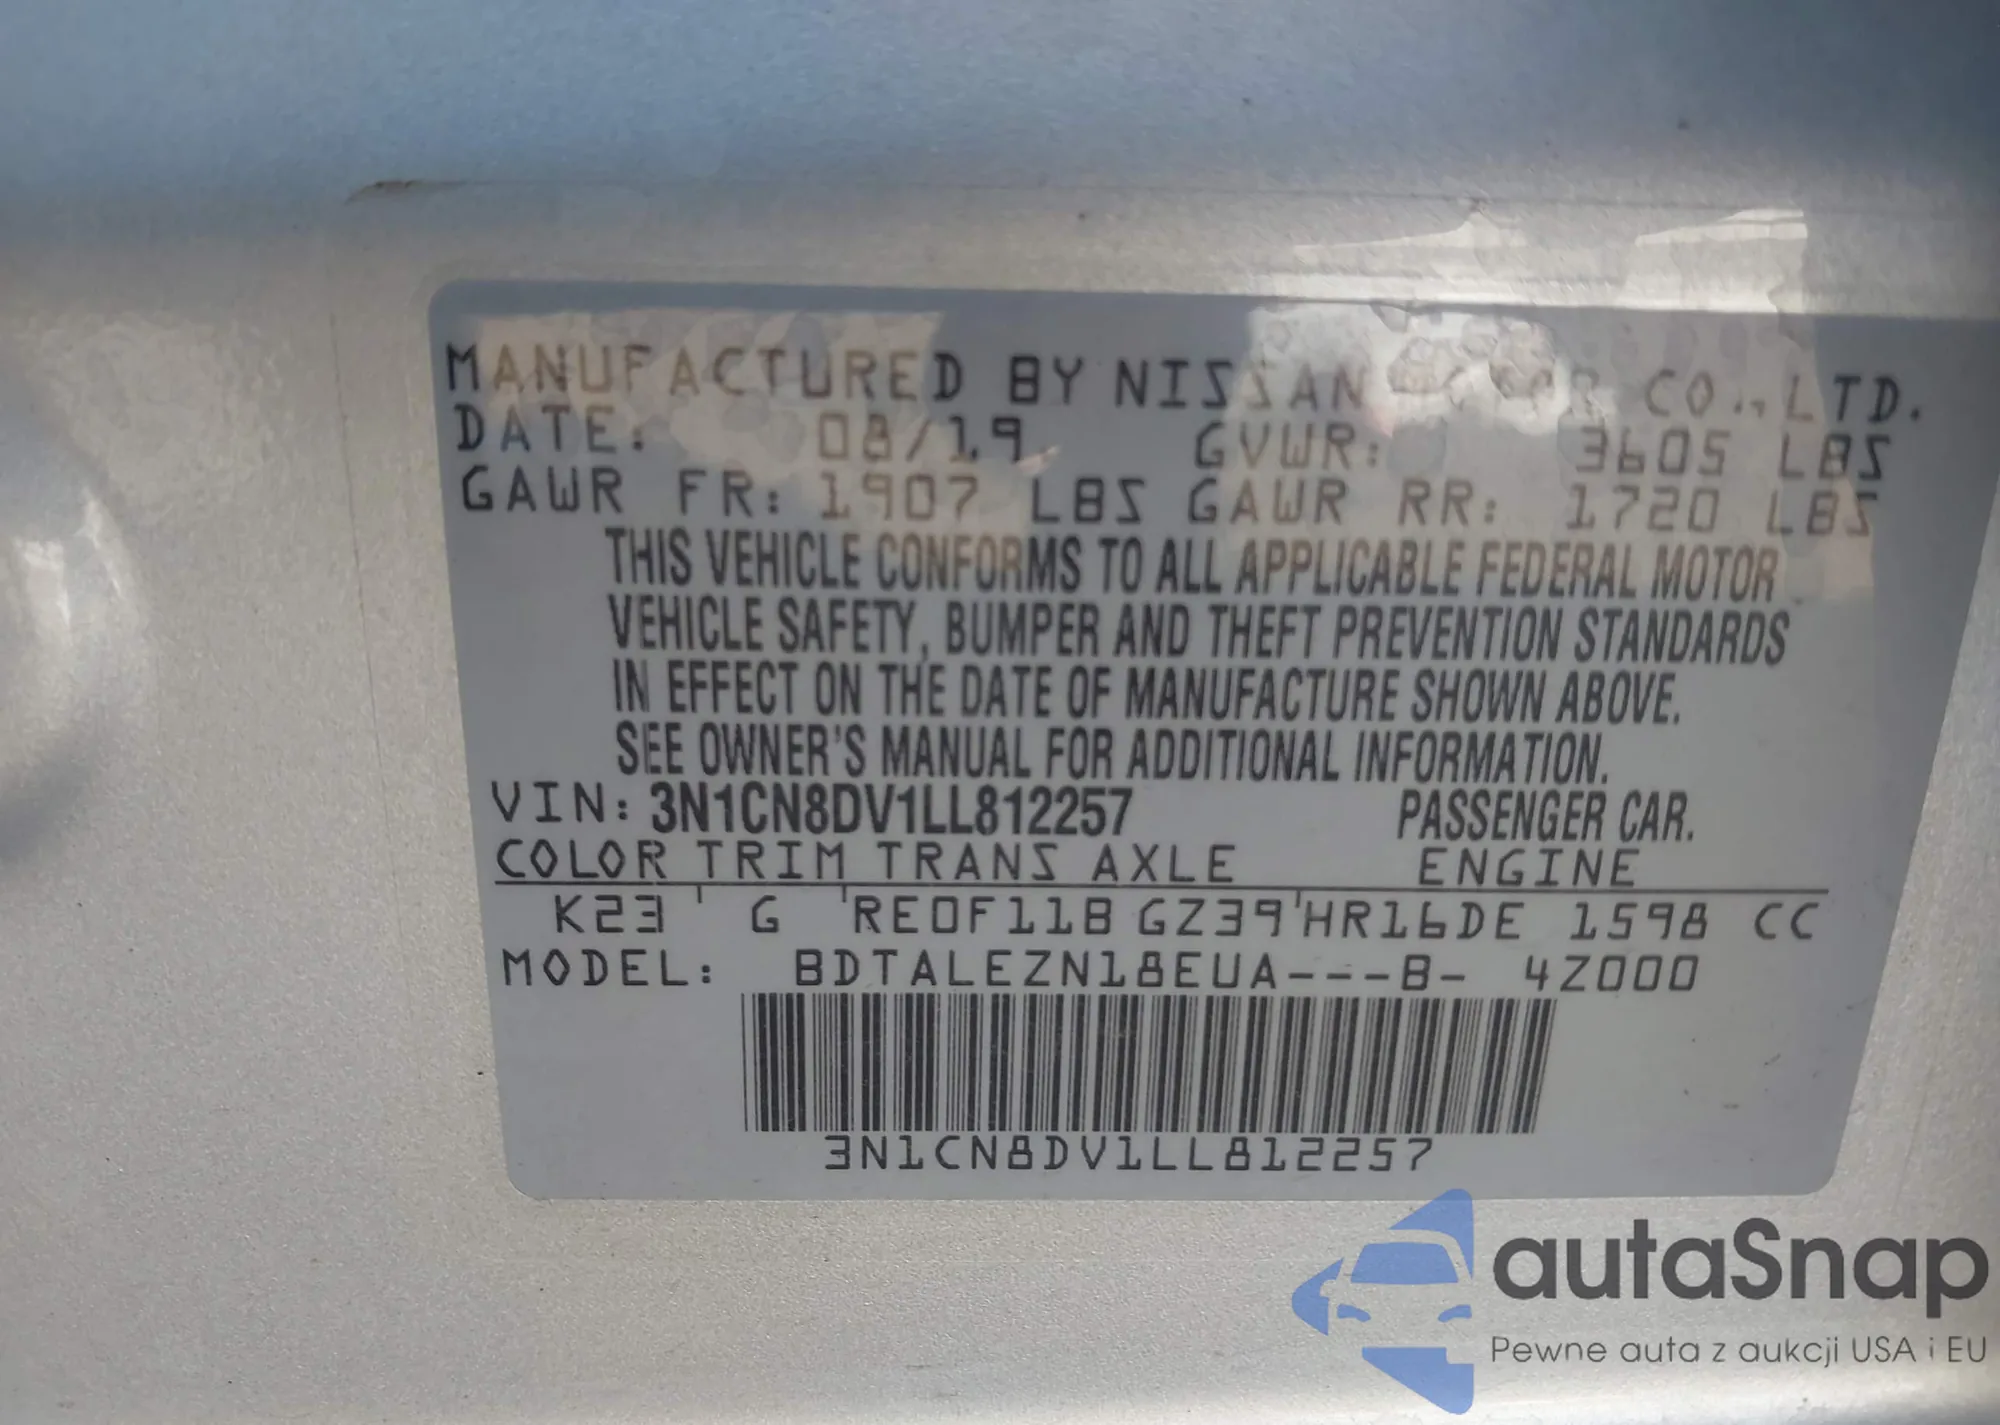 MANUFACTURED BY NISSAN MOTOR CO., LTD.
DATE: 08/19 GVWR: 3605 LBS
GAWR FR: 1907 LBS GAWR RR: 1720 LBS
THIS VEHICLE CONFORMS TO ALL APPLICABLE FEDERAL MOTOR
VEHICLE SAFETY, BUMPER AND THEFT PREVENTION STANDARDS
IN EFFECT ON THE DATE OF MANUFACTURE SHOWN ABOVE.
SEE OWNER'S MANUAL FOR ADDITIONAL INFORMATION.
VIN: 3N1CN8DV1LL812257 PASSENGER CAR.
COLOR TRIM TRANS AXLE ENGINE
K23 G RE0F11B GZ39 HR16DE 1598 CC
MODEL: BDTALEZN18EUA---B- 4Z000
3N1CN8DV1LL812257
autaSnap
Pewne auta z aukcji USA i EU